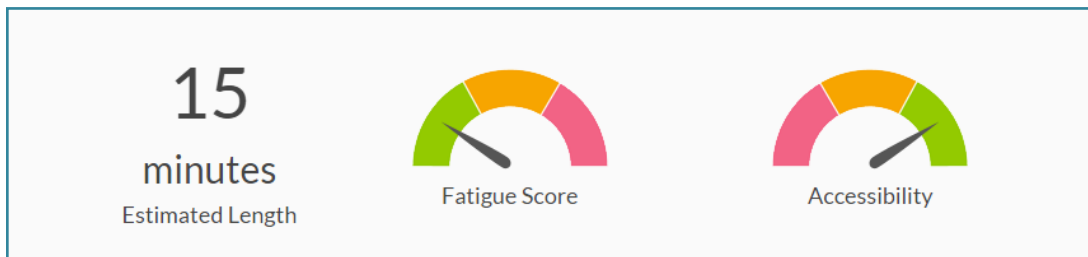 15
minutes
Estimated Length
Fatigue Score
Accessibility